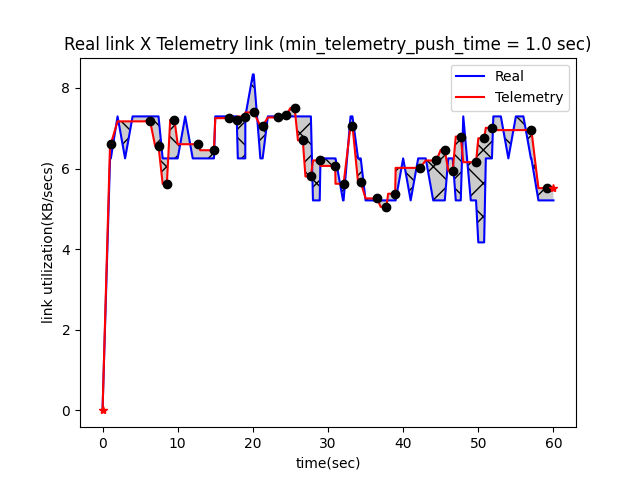 Real link X Telemetry link (min_telemetry_push_time = 1.0 sec)
Real
Telemetry
link utilization(KB/secs)
8
6
4
2
0
0 10 20 30 40 50 60
time(sec)